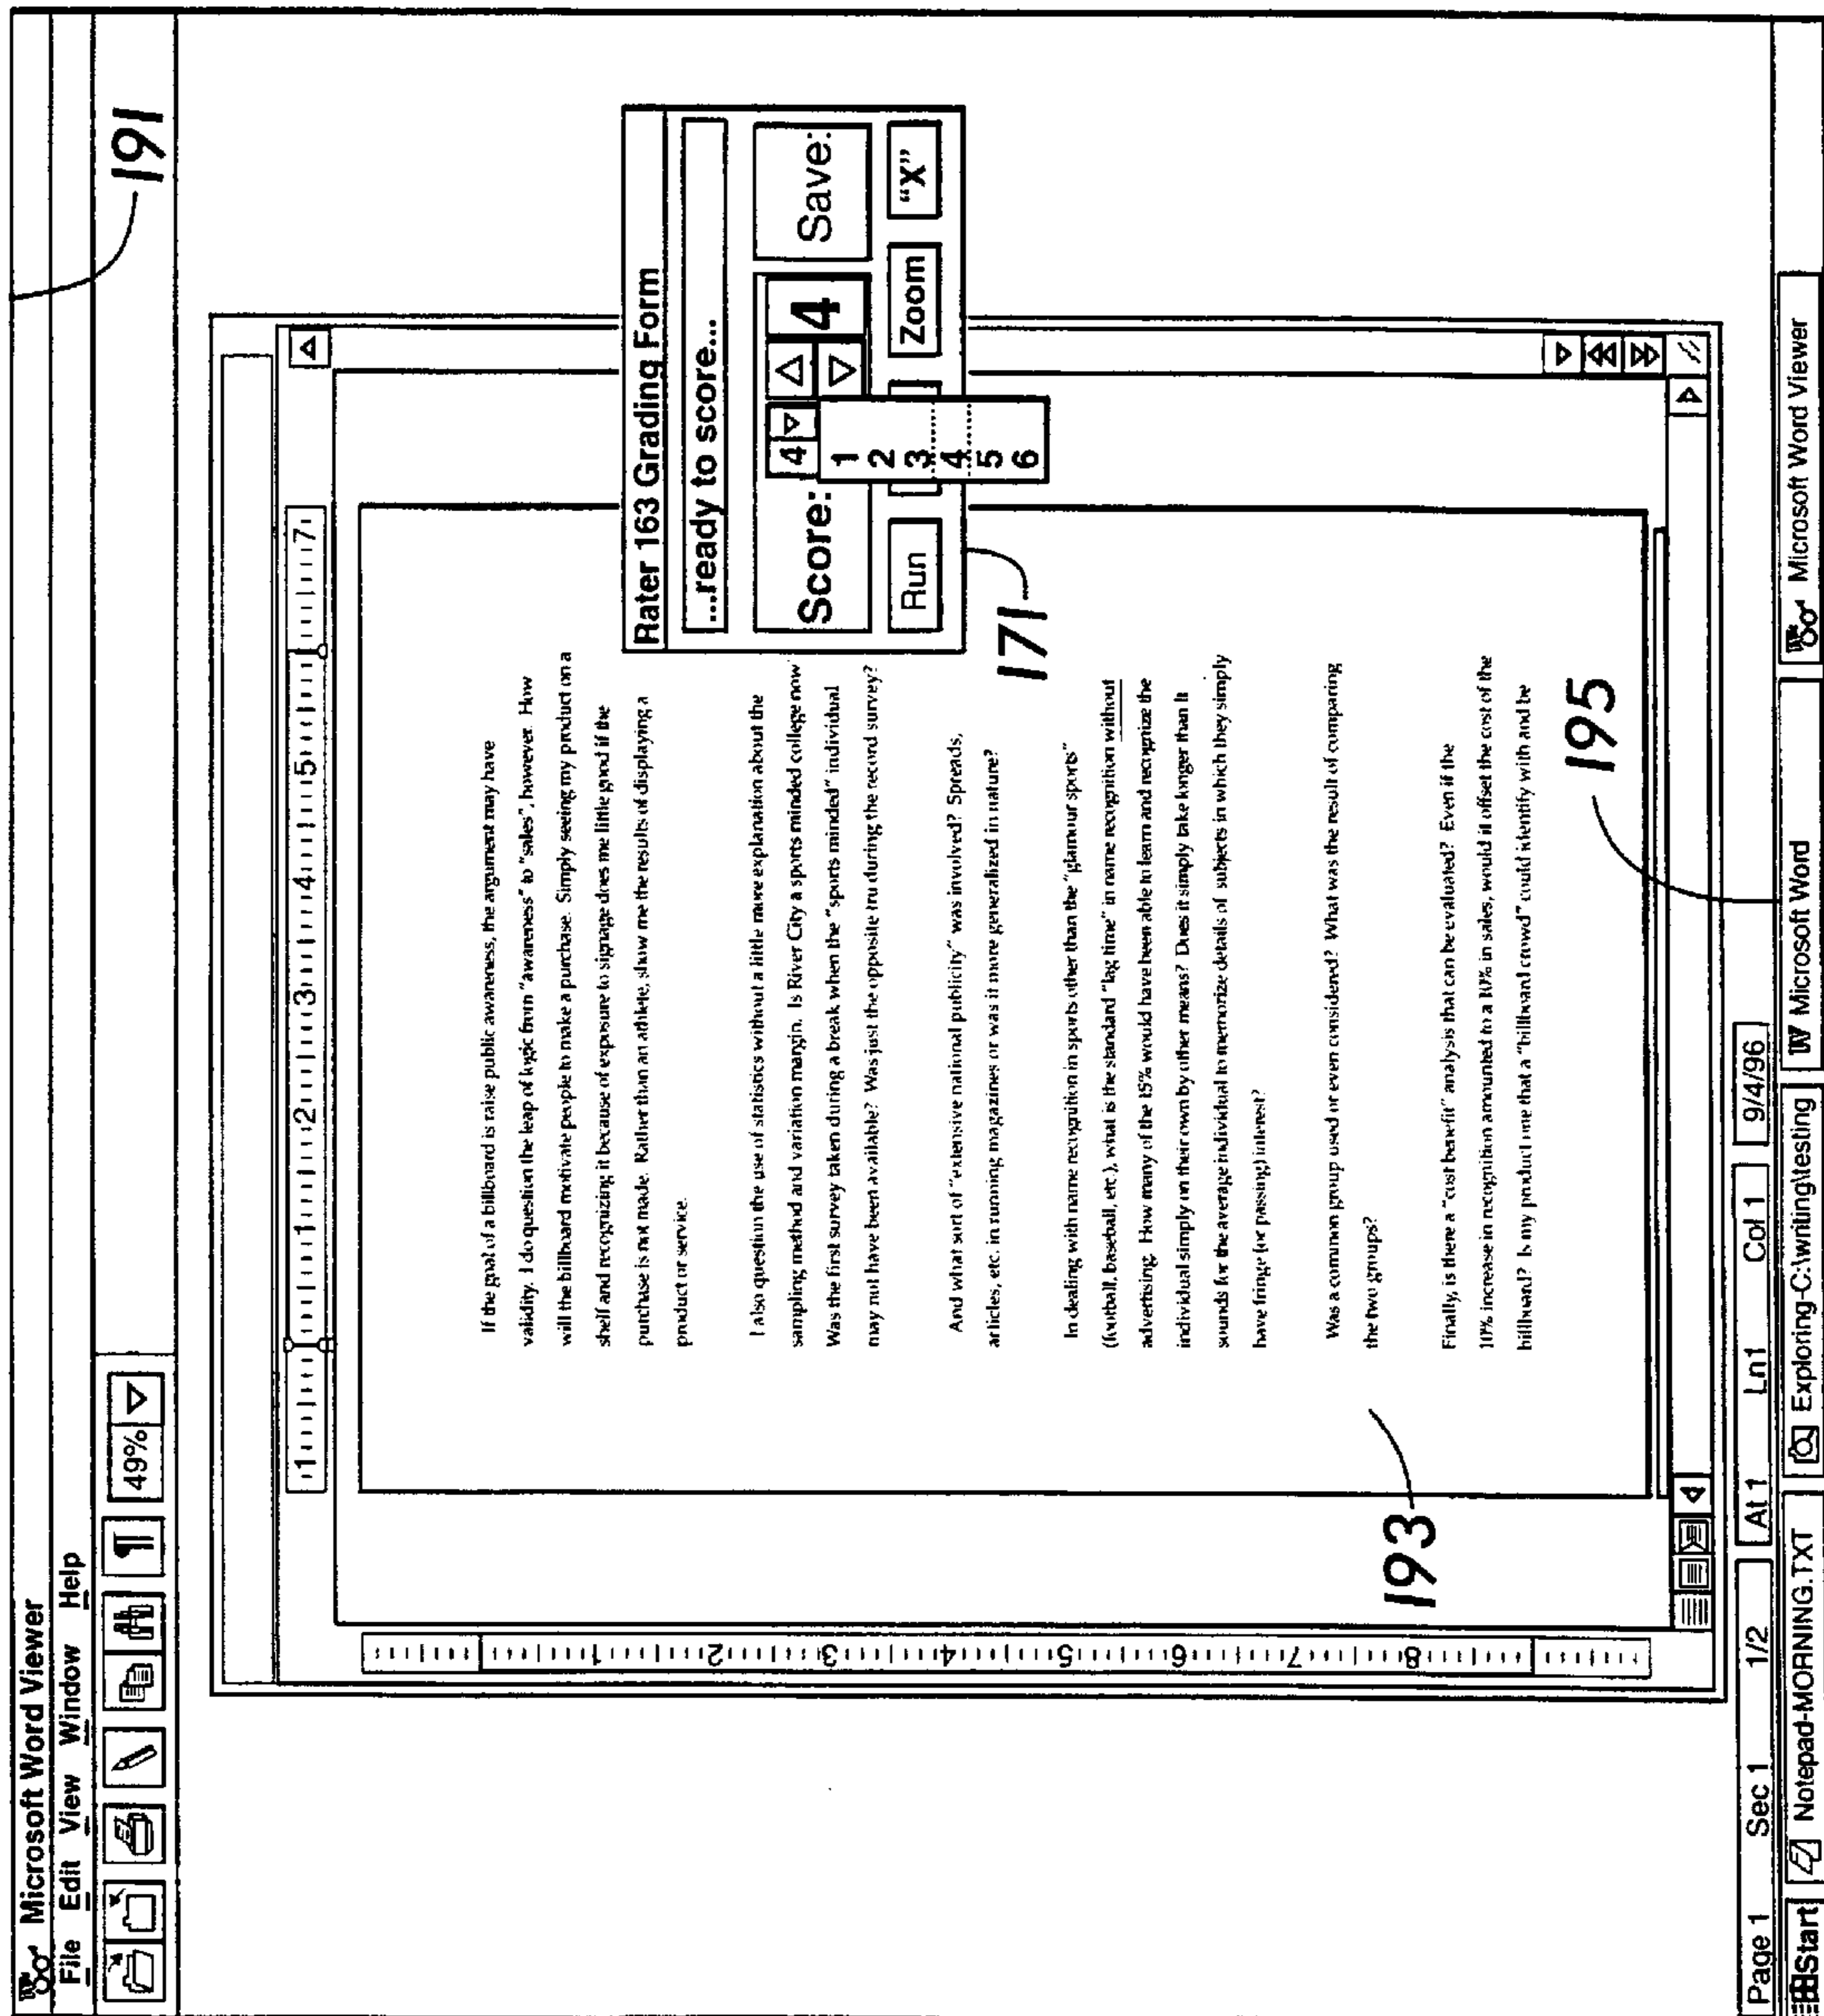 Microsoft Word Viewer
File Edit View Window Help
49%
191
1 1 2 3 4 5 7
1 2 3 4 5 6 7 8
If the goal of a billboard is raise public awareness, the argument may have
validity. I do question the leap of logic from "awareness" to "sales", however. How
will the billboard motivate people to make a purchase. Simply seeing my product on a
shelf and recognizing it because of exposure to signage does me little good if the
purchase is not made. Rather than an athlete, show me the results of displaying a
product or service.
I also question the use of statistics without a little more explanation about the
sampling method and variation margin. Is River City a sports minded college now
Was the first survey taken during a break when the "sports minded" individual
may not have been available? Was just the opposite tru during the record survey?
And what sort of "extensive national publicity" was involved? Spreads,
articles, etc. in running magazines or was it more generalized in nature?
In dealing with name recognition in sports other than the "glamour sports"
(football, baseball, etc.), what is the standard "lag time" in name recognition without
advertising. How many of the 15% would have been able to learn and recognize the
individual simply on their own by other means? Does it simply take longer than it
sounds for the average individual to memorize details of subjects in which they simply
have fringe (or passing) interest?
Was a common group used or even considered? What was the result of comparing
the two groups?
Finally, is there a "cost benefit" analysis that can be evaluated? Even if the
10% increase in recognition amounted to a 10% in sales, would it offset the cost of the
billboard? Is my product one that a "billboard crowd" could identify with and be
Rater 163 Grading Form
...ready to score...
Score: 4 4 Save:
1
2
3
4
5
6
Run Zoom "X"
171
193
195
Page 1 Sec 1 1/2 At 1 Ln1 Col 1 9/4/96
Start Notepad-MORNING.TXT Exploring-C:\writing\testing Microsoft Word Microsoft Word Viewer